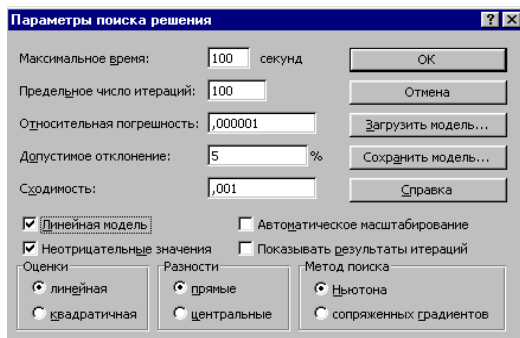 Параметры поиска решения
Максимальное время: 100 секунд OK
Предельное число итераций: 100 Отмена
Относительная погрешность: ,000001 Загрузить модель...
Допустимое отклонение: 5 % Сохранить модель...
Сходимость: ,001 Справка
Линейная модель Автоматическое масштабирование
Неотрицательные значения Показывать результаты итераций
Оценки Разности Метод поиска
линейная прямые Ньютона
квадратичная центральные сопряженных градиентов